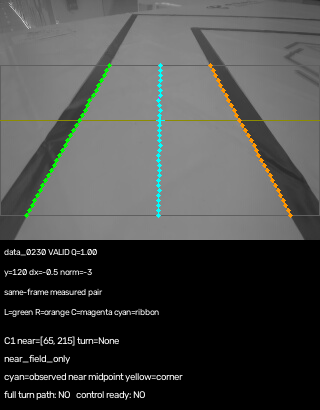 data_0230 VALID Q=1.00
y=120 dx=-0.5 norm=-3
same-frame measured pair
L=green R=orange C=magenta cyan=ribbon
C1 near=[65, 215] turn=None
near_field_only
cyan=observed near midpoint yellow=corner
full turn path: NO control ready: NO